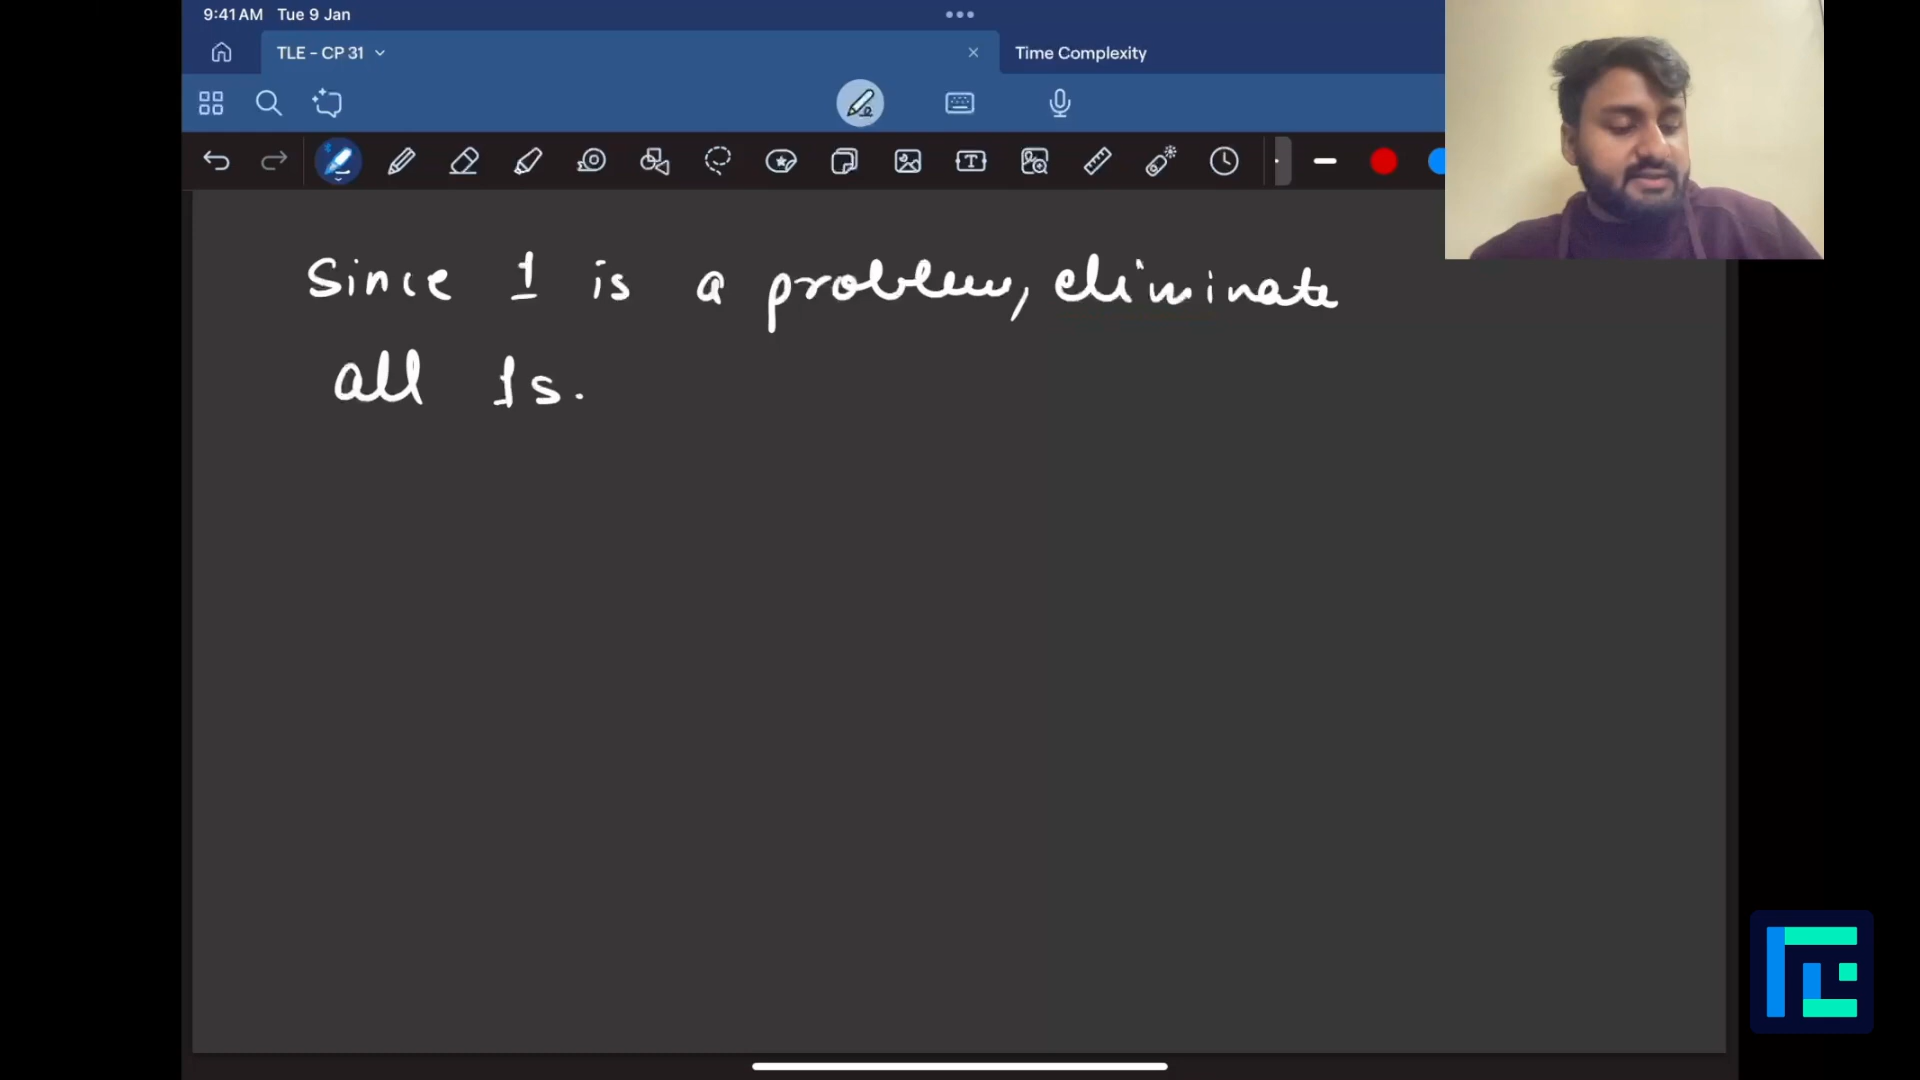 9:41 AM Tue 9 Jan
TLE - CP 31
Time Complexity
Since 1 is a problem, eliminate
all 1s.